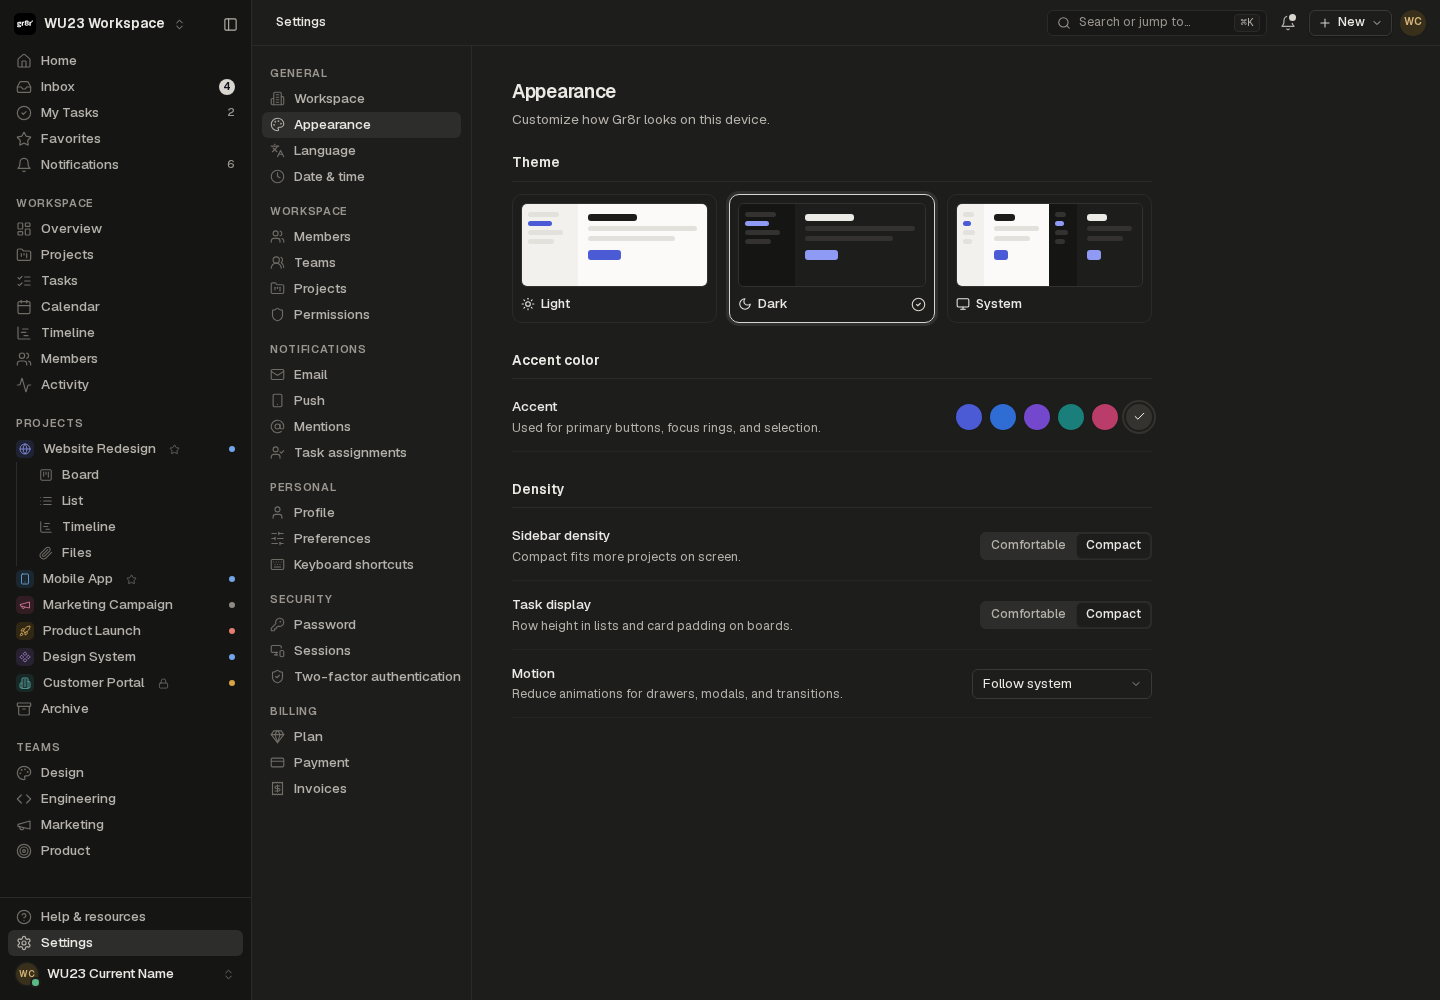 gr8r WU23 Workspace
Home
Inbox 4
My Tasks 2
Favorites
Notifications 6
WORKSPACE
Overview
Projects
Tasks
Calendar
Timeline
Members
Activity
PROJECTS
Website Redesign
Board
List
Timeline
Files
Mobile App
Marketing Campaign
Product Launch
Design System
Customer Portal
Archive
TEAMS
Design
Engineering
Marketing
Product
Help & resources
Settings
WC WU23 Current Name
Settings
Search or jump to... ⌘K
New
WC
GENERAL
Workspace
Appearance
Language
Date & time
WORKSPACE
Members
Teams
Projects
Permissions
NOTIFICATIONS
Email
Push
Mentions
Task assignments
PERSONAL
Profile
Preferences
Keyboard shortcuts
SECURITY
Password
Sessions
Two-factor authentication
BILLING
Plan
Payment
Invoices
Appearance
Customize how Gr8r looks on this device.
Theme
Light
Dark
System
Accent color
Accent
Used for primary buttons, focus rings, and selection.
Density
Sidebar density
Compact fits more projects on screen.
Comfortable Compact
Task display
Row height in lists and card padding on boards.
Comfortable Compact
Motion
Reduce animations for drawers, modals, and transitions.
Follow system